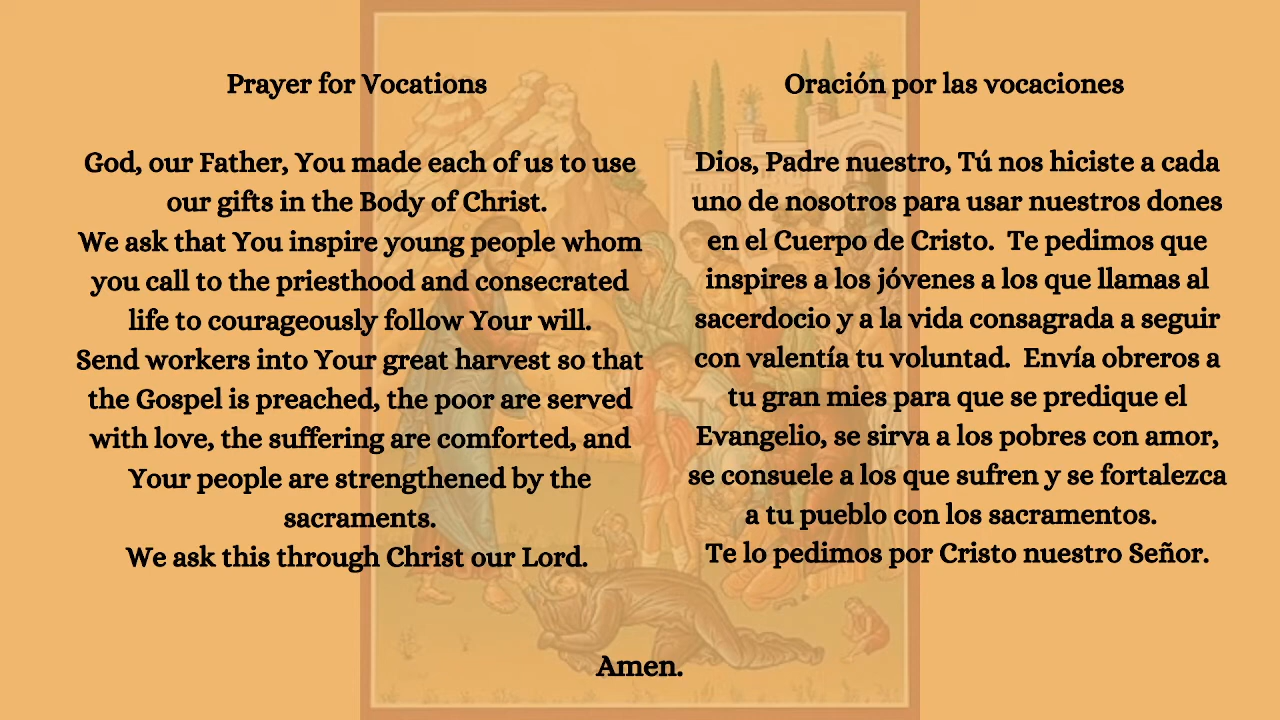 Prayer for Vocations
God, our Father, You made each of us to use
our gifts in the Body of Christ.
We ask that You inspire young people whom
you call to the priesthood and consecrated
life to courageously follow Your will.
Send workers into Your great harvest so that
the Gospel is preached, the poor are served
with love, the suffering are comforted, and
Your people are strengthened by the
sacraments.
We ask this through Christ our Lord.
Oración por las vocaciones
Dios, Padre nuestro, Tú nos hiciste a cada
uno de nosotros para usar nuestros dones
en el Cuerpo de Cristo.  Te pedimos que
inspires a los jóvenes a los que llamas al
sacerdocio y a la vida consagrada a seguir
con valentía tu voluntad.  Envía obreros a
tu gran mies para que se predique el
Evangelio, se sirva a los pobres con amor,
se consuele a los que sufren y se fortalezca
a tu pueblo con los sacramentos.
Te lo pedimos por Cristo nuestro Señor.
Amen.